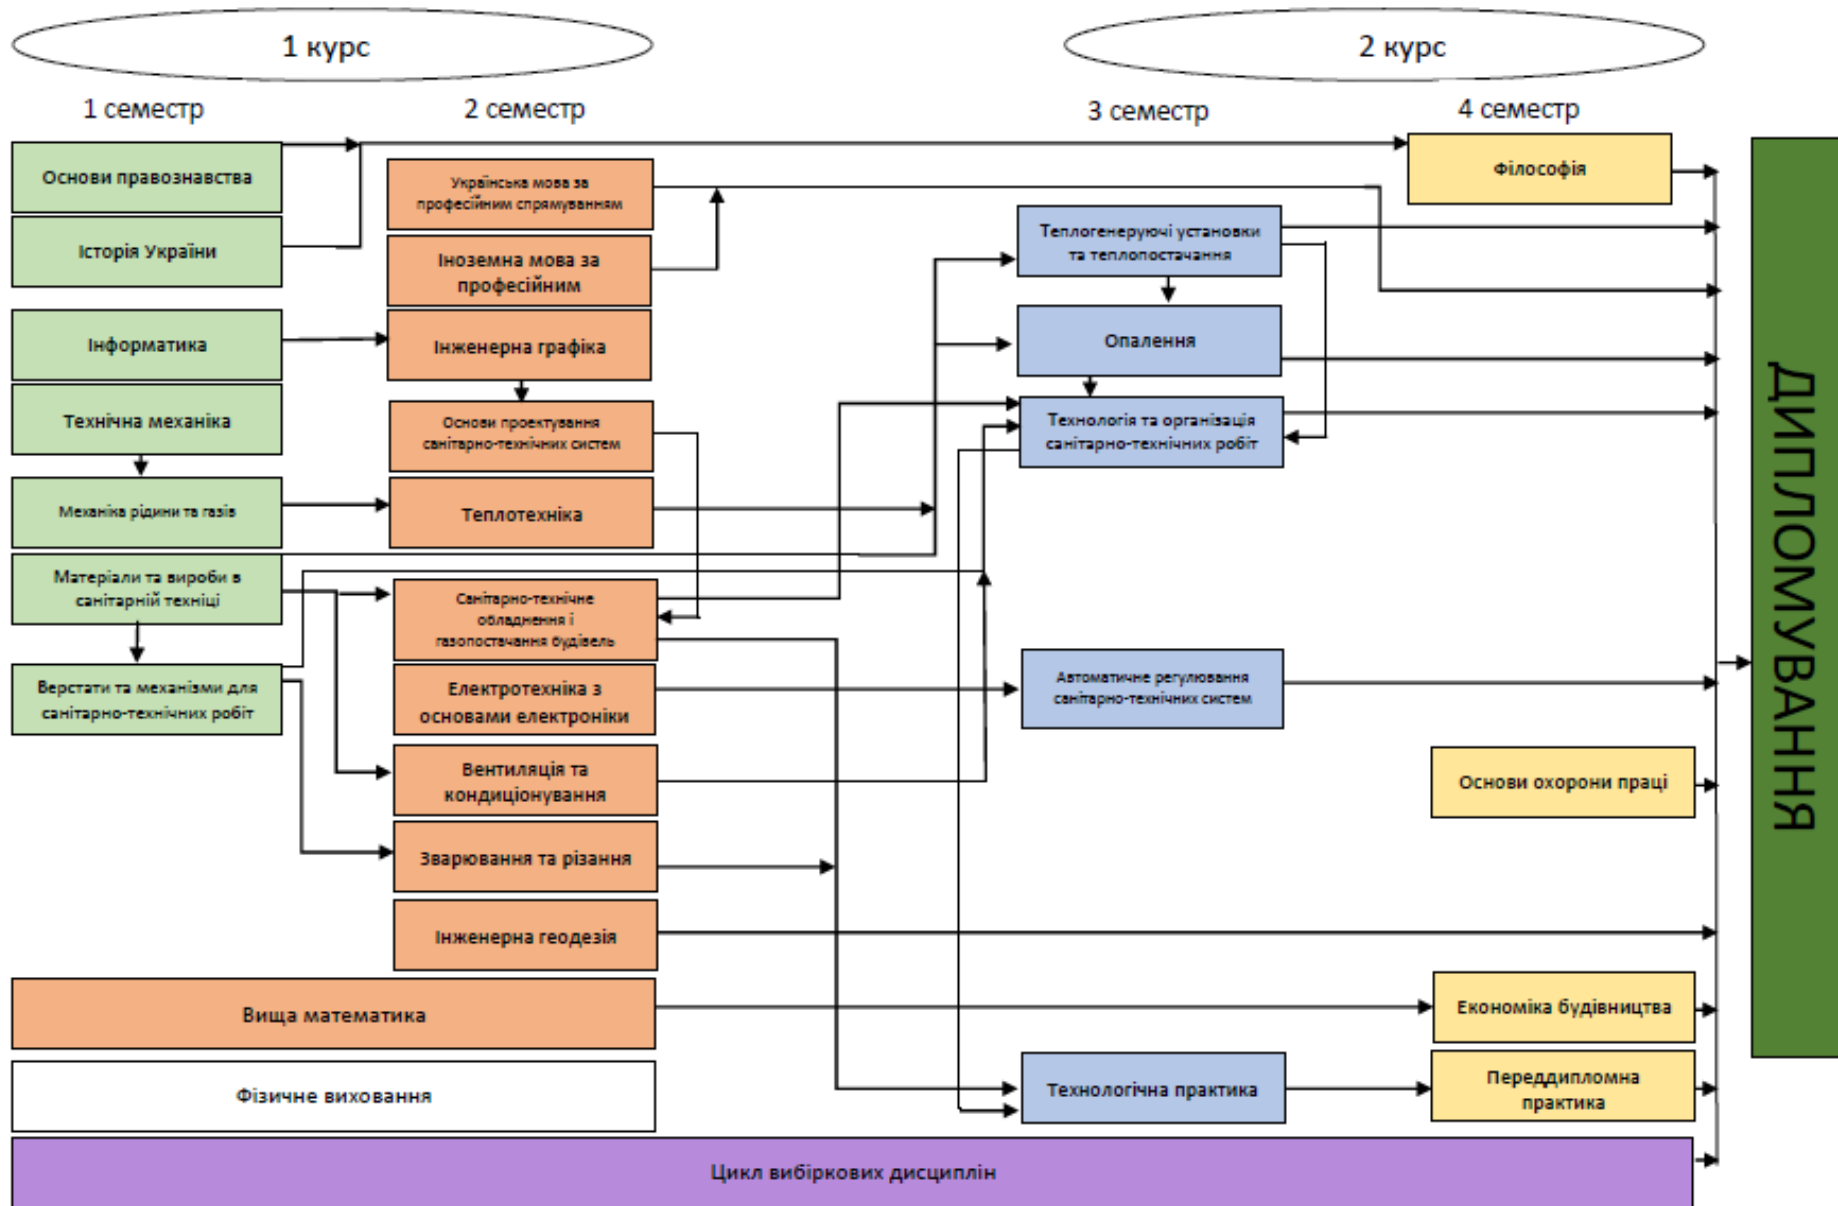 1 курс
2 курс
1 семестр
2 семестр
3 семестр
4 семестр
Основи правознавства
Історія України
Інформатика
Технічна механіка
Механіка рідини та газів
Матеріали та вироби в
санітарній техніці
Верстати та механізми для
санітарно-технічних робіт
Українська мова за
професійним спрямуванням
Іноземна мова за
професійним
Інженерна графіка
Основи проектування
санітарно-технічних систем
Теплотехніка
Санітарно-технічне
обладнення і
газопостачання будівель
Електротехніка з
основами електроніки
Вентиляція та
кондиціонування
Зварювання та різання
Інженерна геодезія
Вища математика
Фізичне виховання
Цикл вибіркових дисциплін
Теплогенеруючі установки
та теплопостачання
Опалення
Технологія та організація
санітарно-технічних робіт
Автоматичне регулювання
санітарно-технічних систем
Технологічна практика
Філософія
Основи охорони праці
Економіка будівництва
Переддипломна
практика
ДИПЛОМУВАННЯ